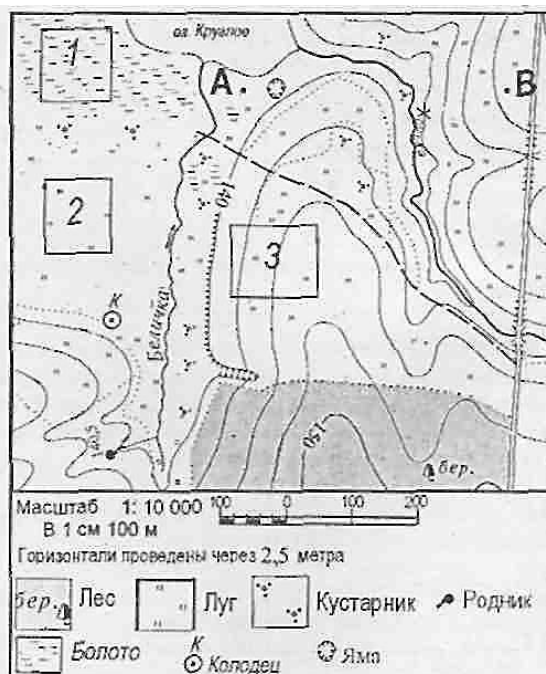 1
оз. Круглое
А
В
2
140
3
К
Беличка
150
бер.
Масштаб 1: 10 000 100 0 100 200
В 1 см 100 м
Горизонтали проведены через 2,5 метра
бер. Лес Луг Кустарник Родник
Болото К Колодец Яма